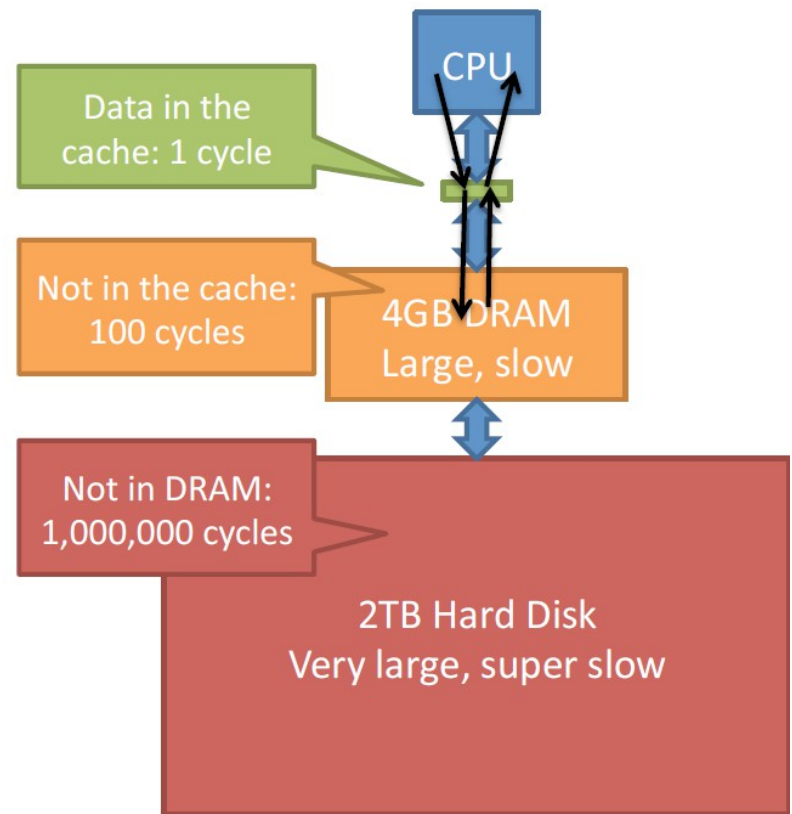 CPU
Data in the
cache: 1 cycle
Not in the cache:
100 cycles
4GB DRAM
Large, slow
Not in DRAM:
1,000,000 cycles
2TB Hard Disk
Very large, super slow